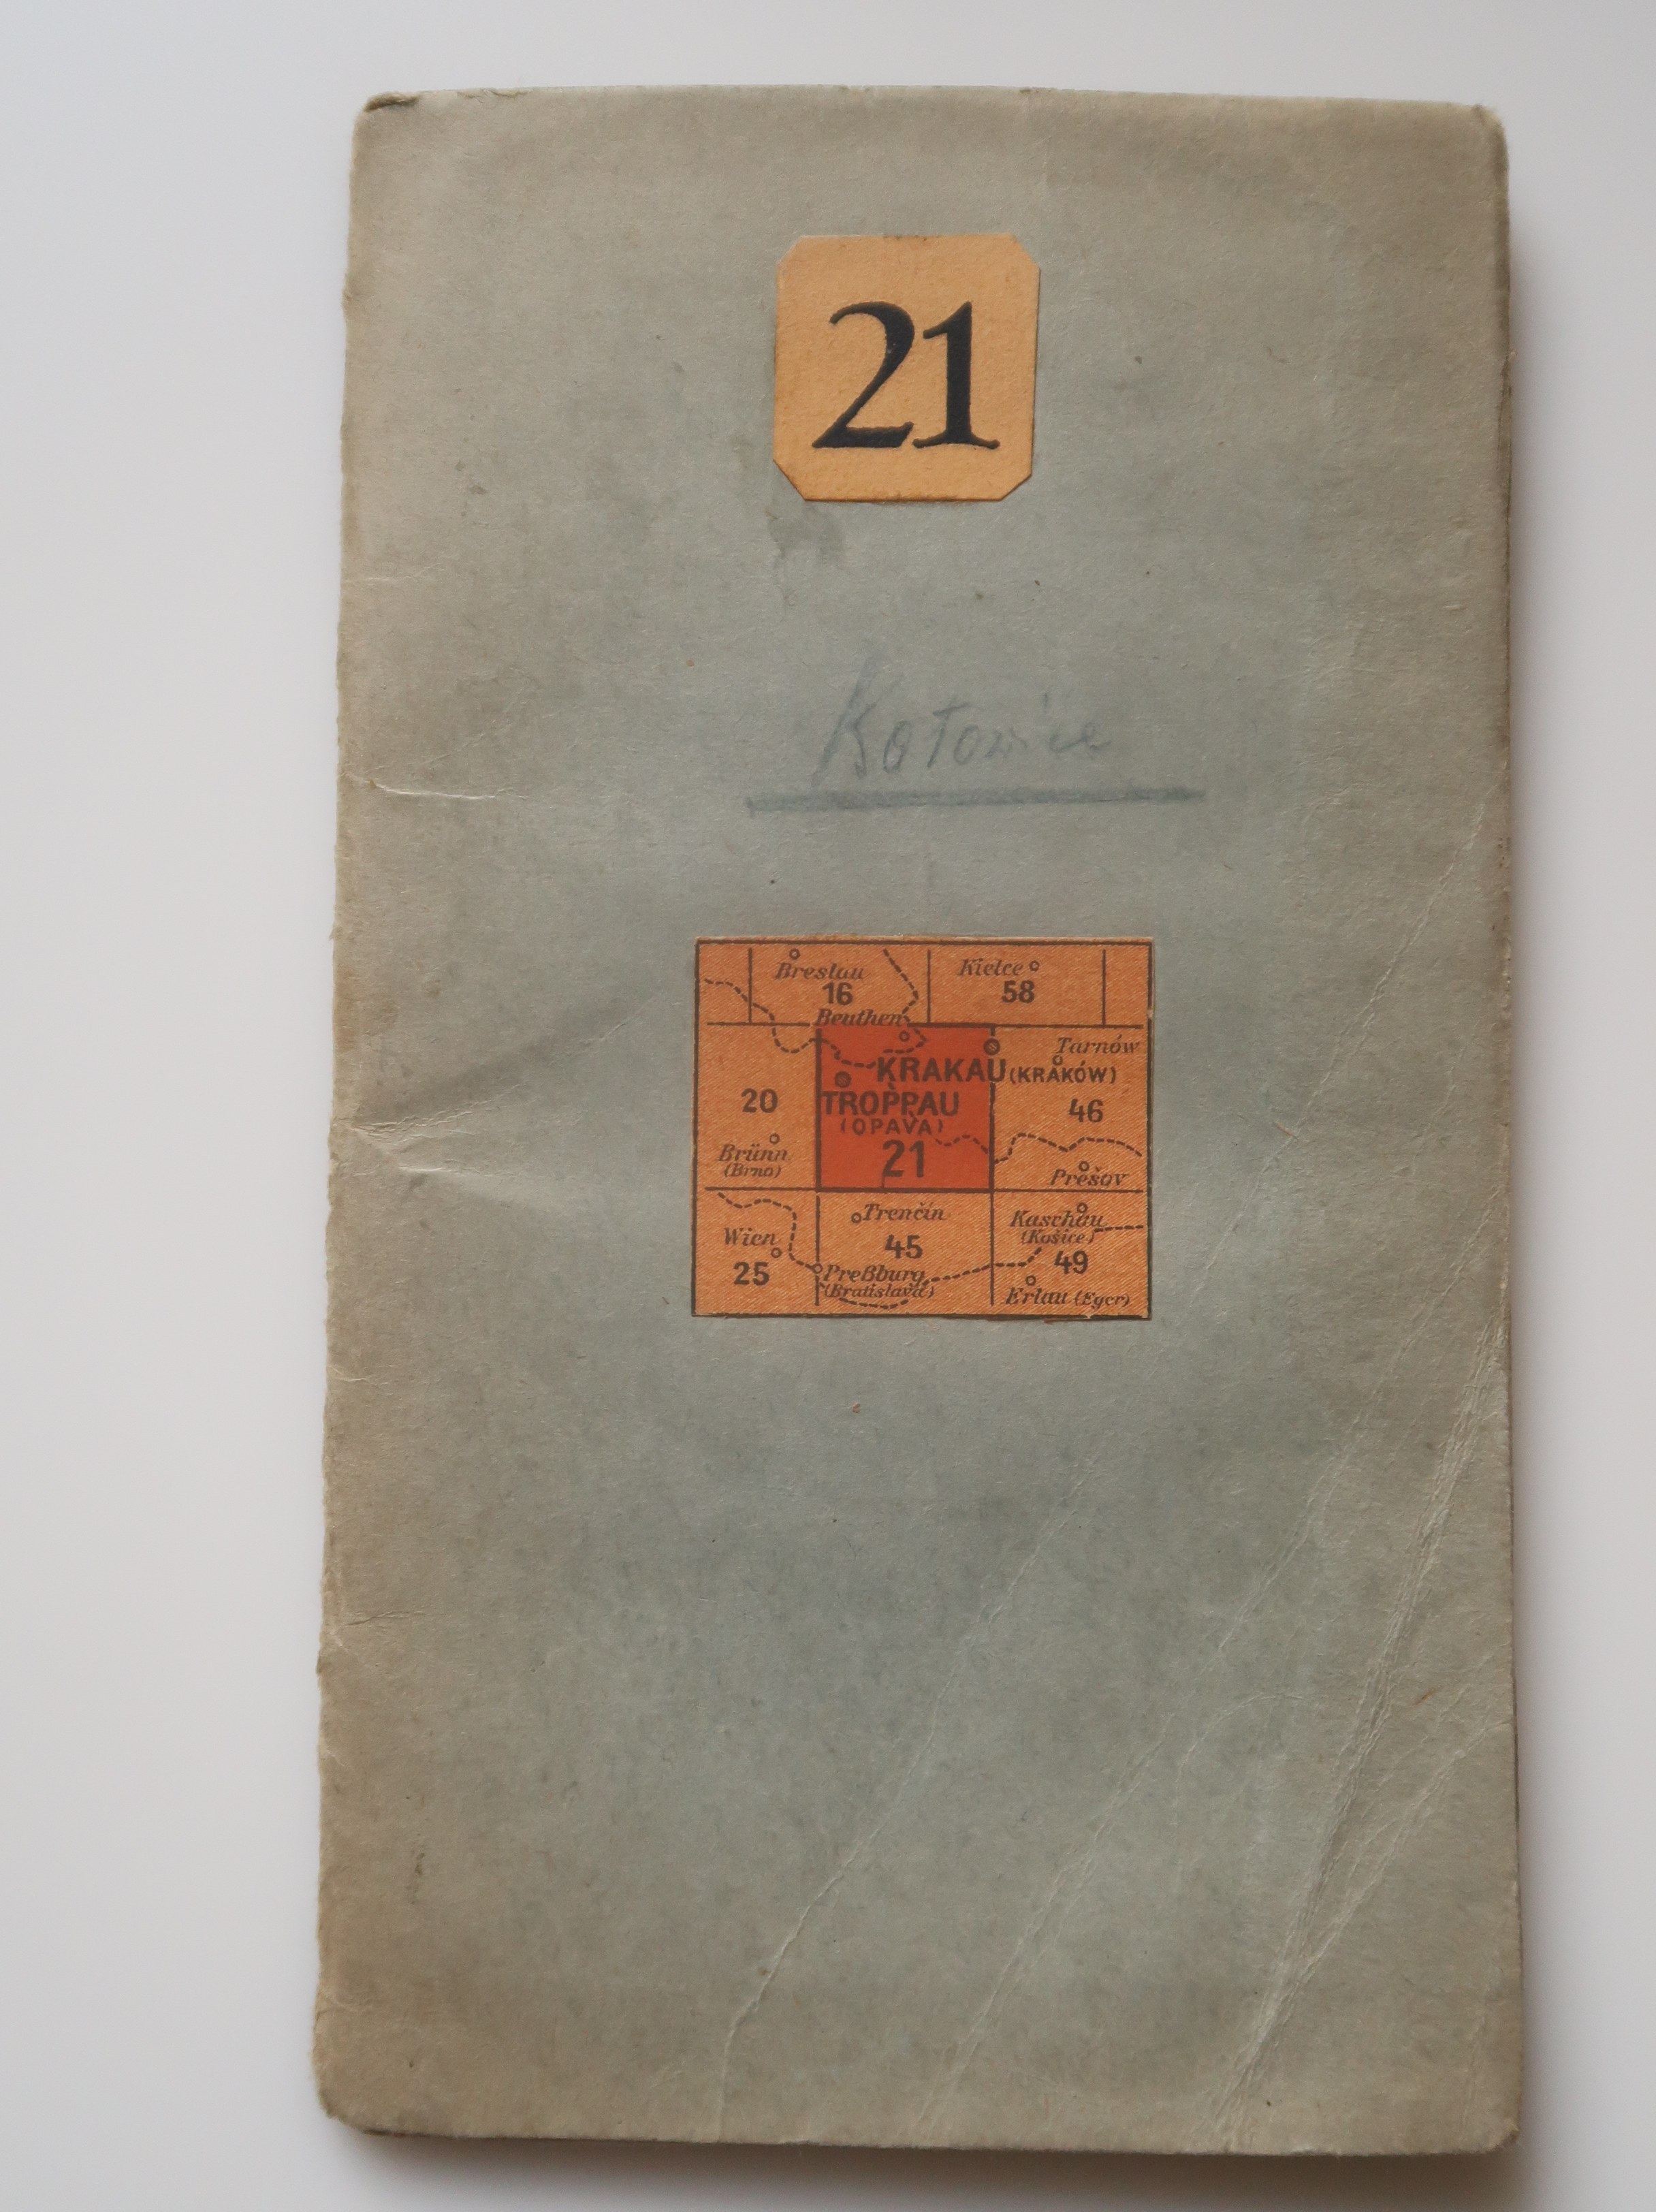 21
Katowice
Breslau Kielce
16 58
Beuthen
Tarnów
KRAKAU (KRAKÓW)
20 TROPPAU 46
(OPAVA)
Brünn 21
(Brno) Prešov
Trenčín Kaschau
Wien 45 (Košice)
25 Preßburg 49
(Bratislava) Erlau (Eger)